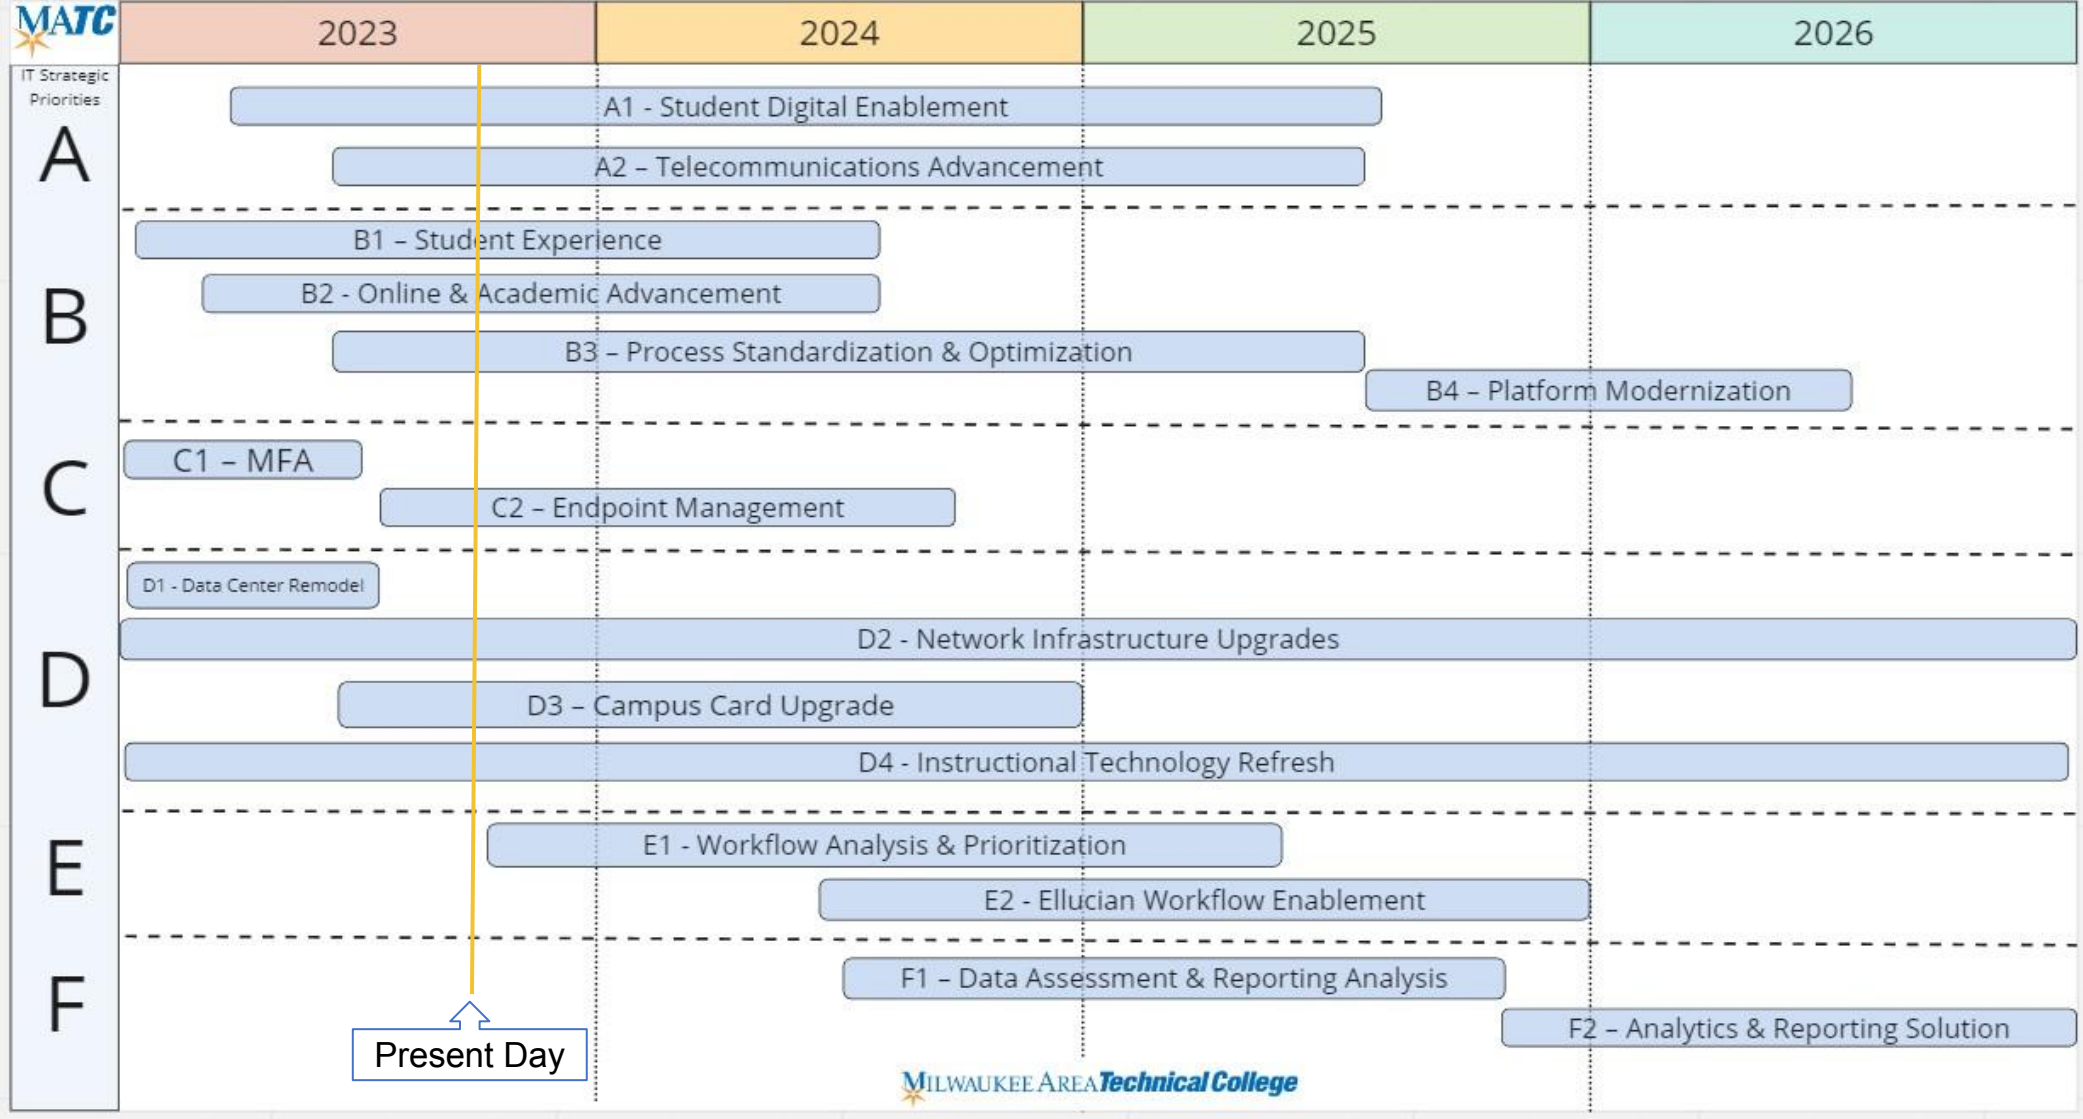 MATC
2023
2024
2025
2026
IT Strategic
Priorities
A
A1 - Student Digital Enablement
A2 – Telecommunications Advancement
B
B1 – Student Experience
B2 - Online & Academic Advancement
B3 – Process Standardization & Optimization
B4 – Platform Modernization
C
C1 – MFA
C2 – Endpoint Management
D
D1 - Data Center Remodel
D2 - Network Infrastructure Upgrades
D3 – Campus Card Upgrade
D4 - Instructional Technology Refresh
E
E1 - Workflow Analysis & Prioritization
E2 - Ellucian Workflow Enablement
F
F1 – Data Assessment & Reporting Analysis
F2 – Analytics & Reporting Solution
Present Day
MILWAUKEE AREA Technical College